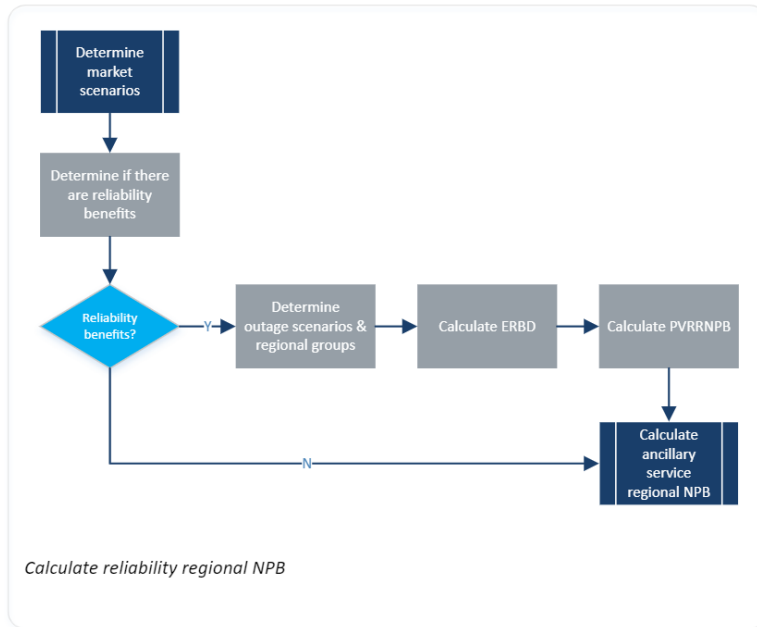 Determine
market
scenarios
Determine if there
are reliability
benefits
Reliability
benefits?
Y
Determine
outage scenarios &
regional groups
Calculate ERBD
Calculate PVRRNPB
N
Calculate
ancillary
service
regional NPB
Calculate reliability regional NPB